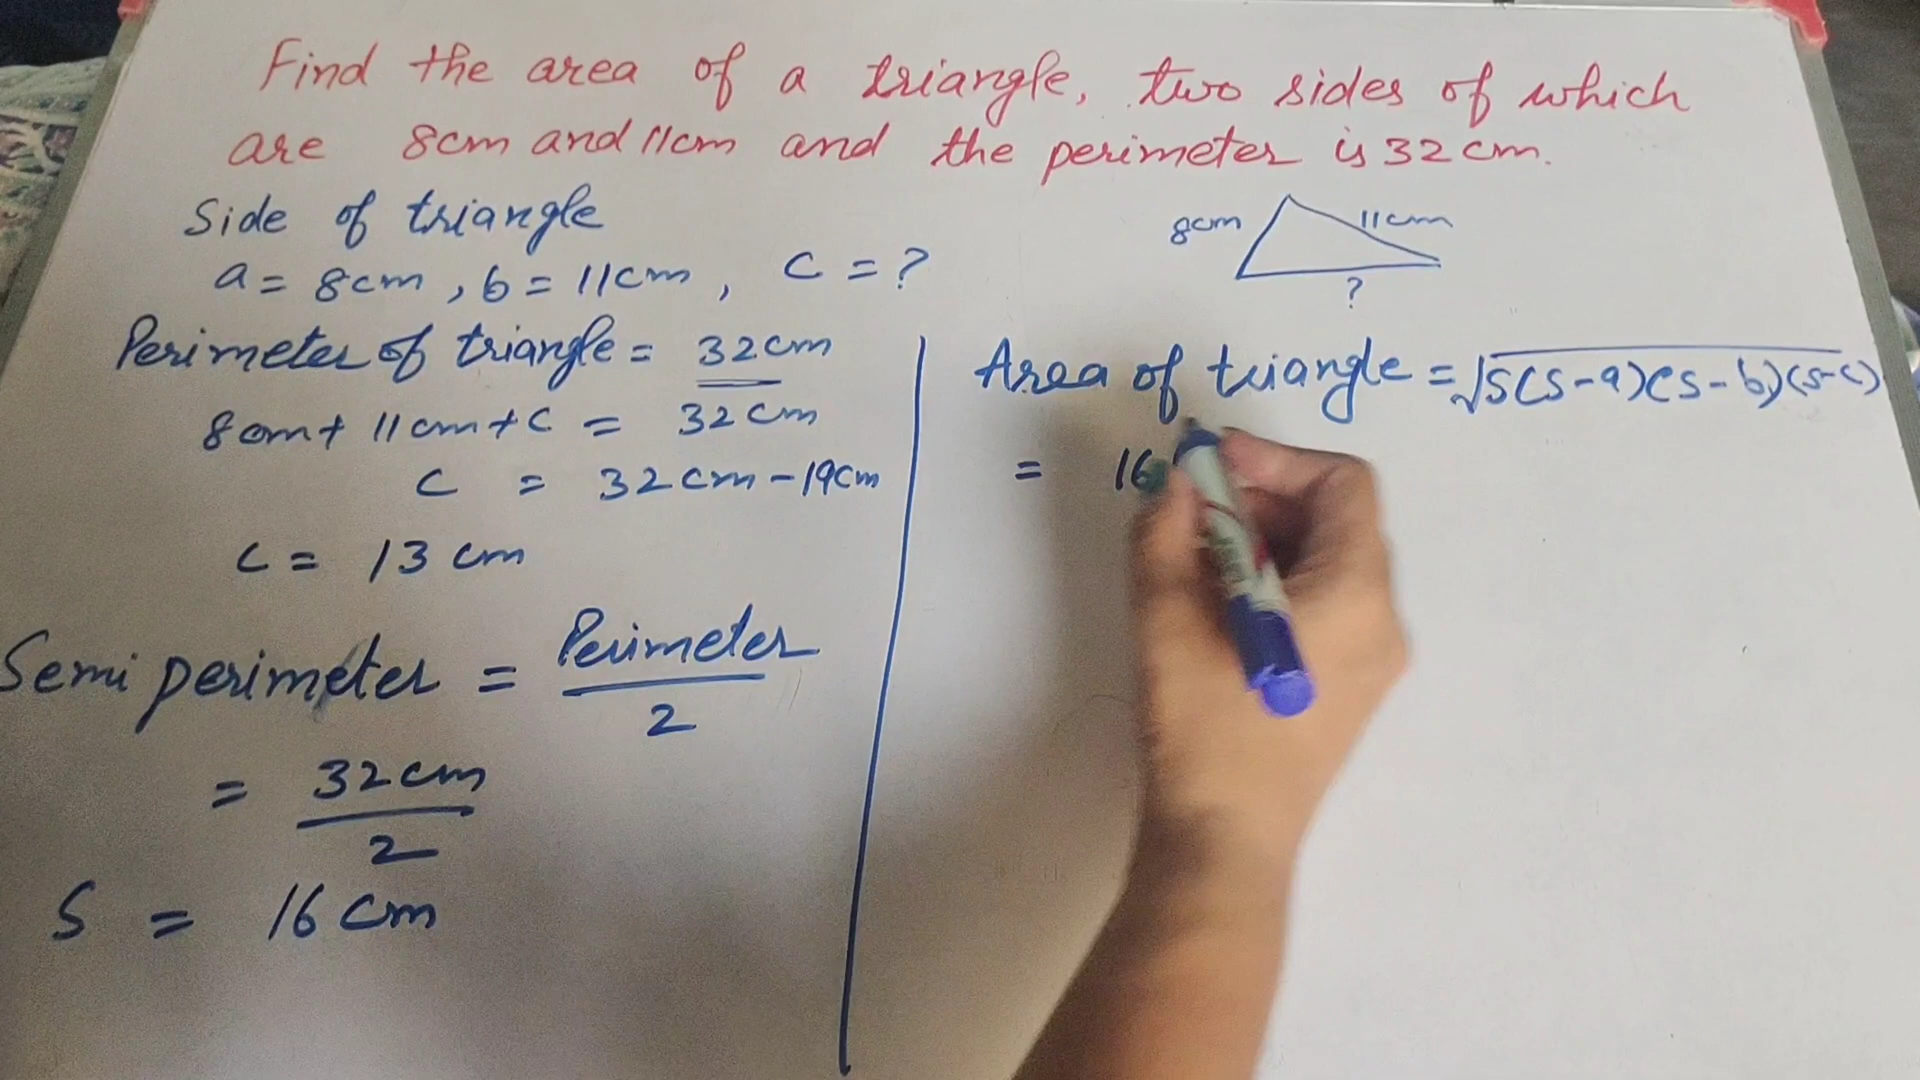 Find the area of a triangle, two sides of which
are 8cm and 11cm and the perimeter is 32 cm.
Side of triangle
a = 8cm, b = 11cm, c = ?
8cm 11cm
?
Perimeter of triangle = 32cm
8cm + 11cm + c = 32cm
c = 32cm - 19cm
c = 13 cm
Semi perimeter = Perimeter
2
= 32cm
2
S = 16 cm
Area of triangle = √s(s-a)(s-b)(s-c)
= 16